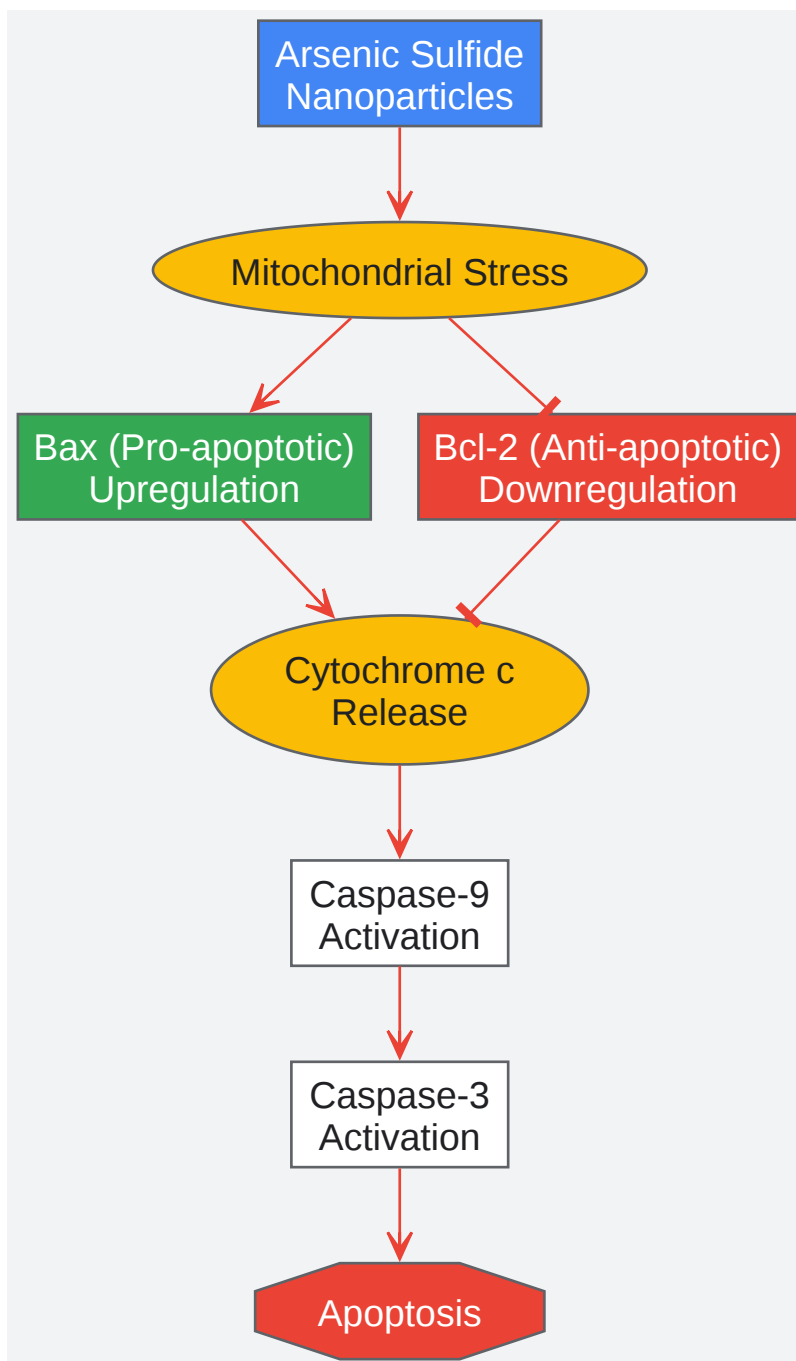 Arsenic Sulfide
Nanoparticles
Mitochondrial Stress
Bax (Pro-apoptotic)
Upregulation
Bcl-2 (Anti-apoptotic)
Downregulation
Cytochrome c
Release
Caspase-9
Activation
Caspase-3
Activation
Apoptosis